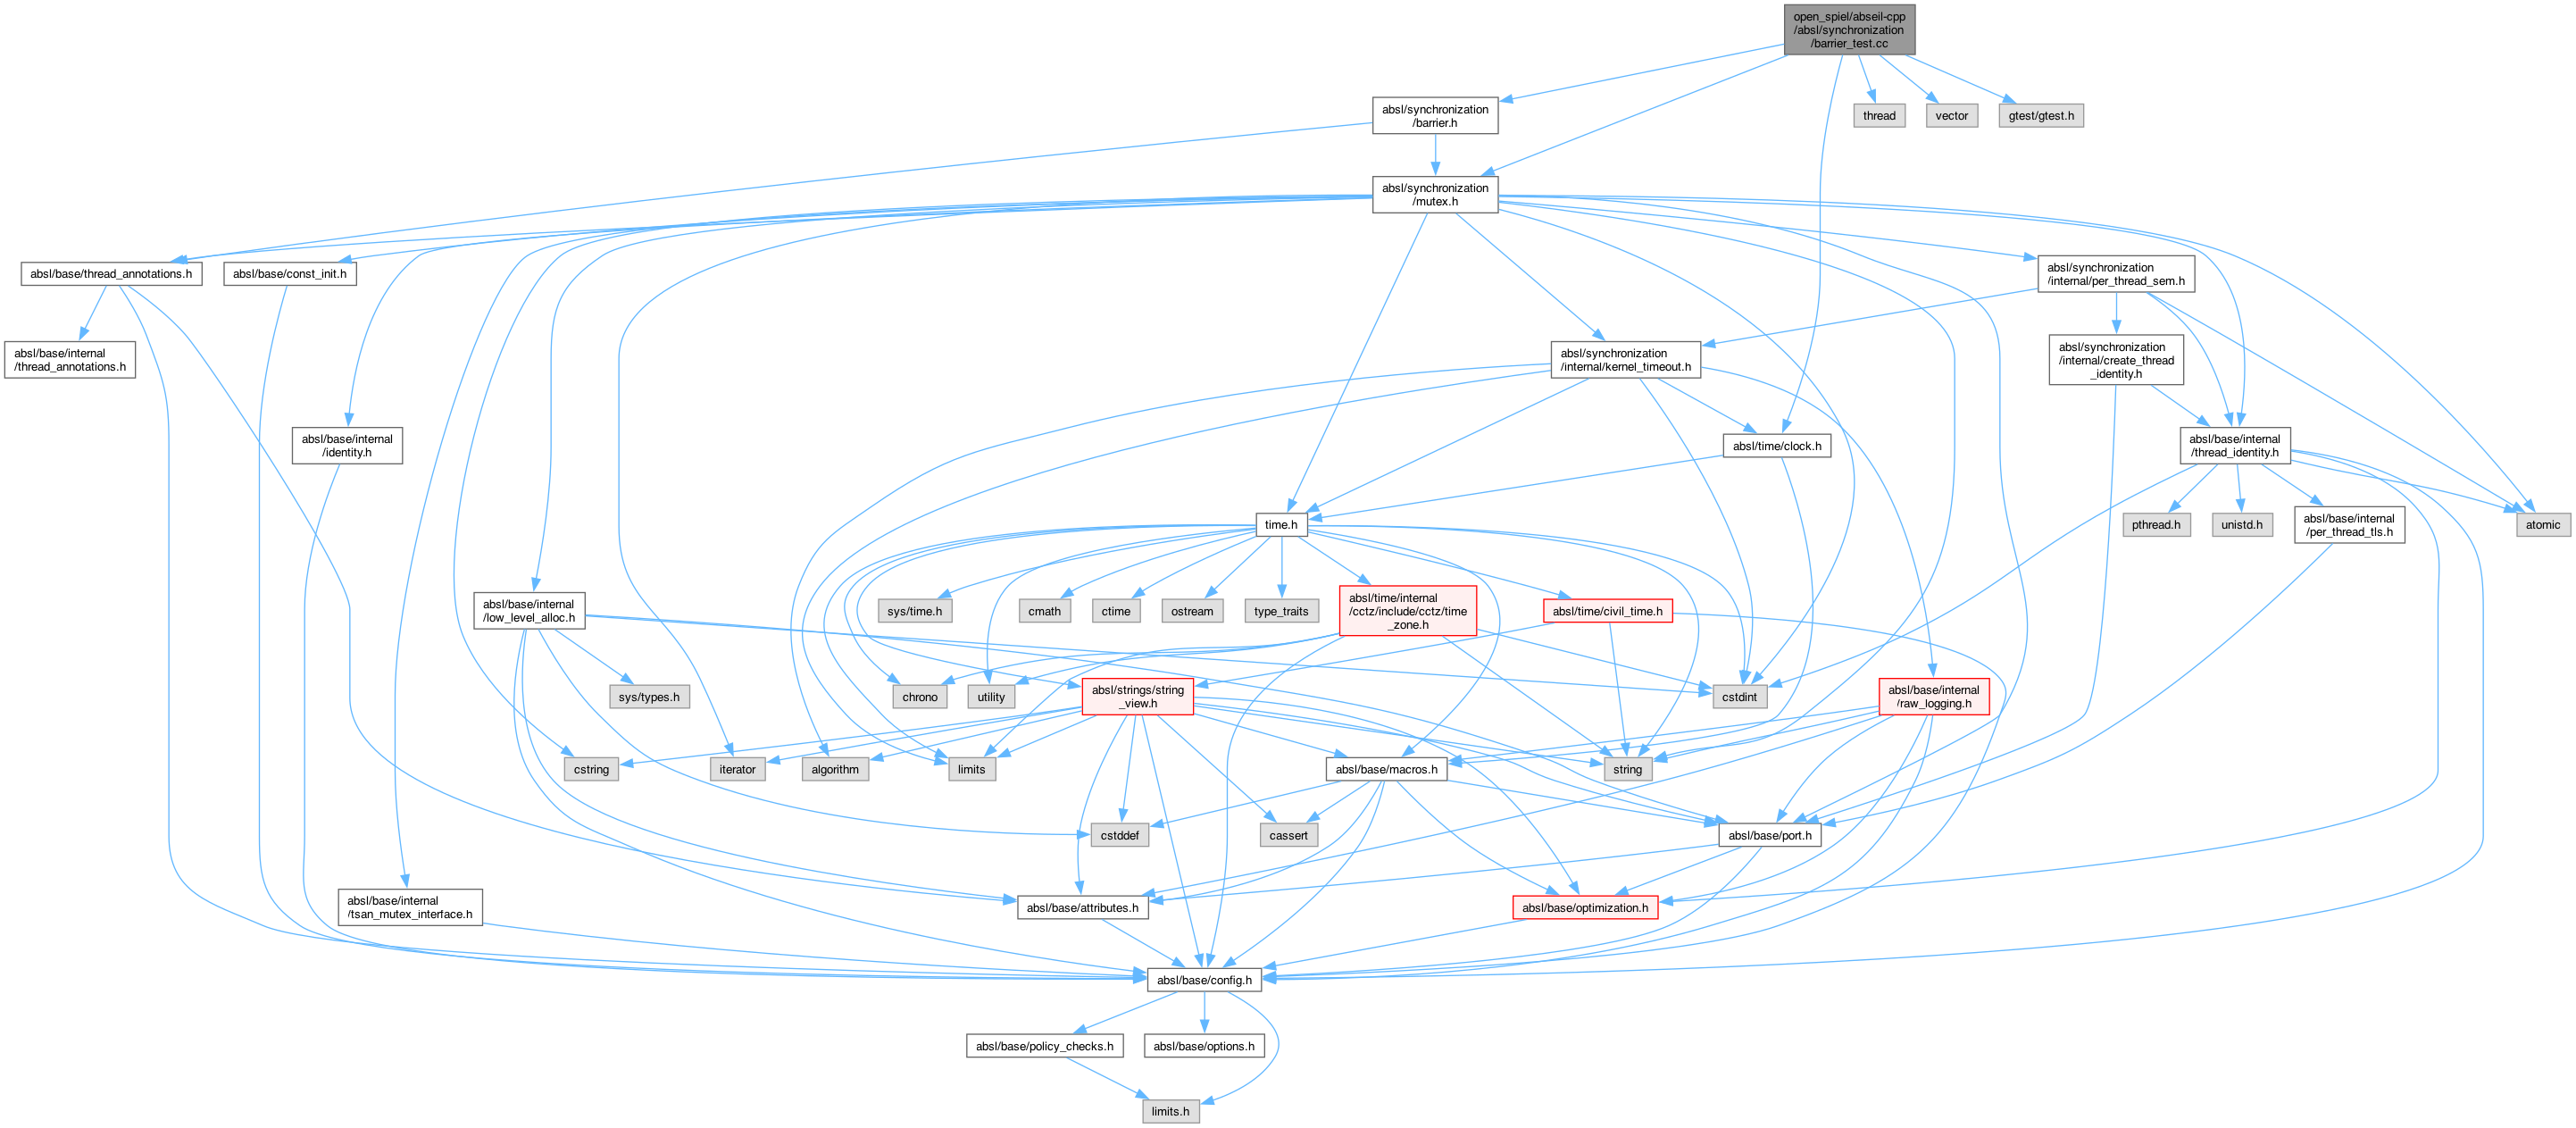 open_spiel/abseil-cpp
/absl/synchronization
/barrier_test.cc
absl/synchronization
/barrier.h
thread
vector
gtest/gtest.h
absl/synchronization
/mutex.h
absl/base/thread_annotations.h
absl/base/const_init.h
absl/synchronization
/internal/per_thread_sem.h
absl/base/internal
/thread_annotations.h
absl/synchronization
/internal/kernel_timeout.h
absl/synchronization
/internal/create_thread
_identity.h
absl/base/internal
/identity.h
absl/time/clock.h
absl/base/internal
/thread_identity.h
time.h
pthread.h
unistd.h
absl/base/internal
/per_thread_tls.h
atomic
absl/base/internal
/low_level_alloc.h
sys/time.h
cmath
ctime
ostream
type_traits
absl/time/internal
/cctz/include/cctz/time
_zone.h
absl/time/civil_time.h
sys/types.h
chrono
utility
absl/strings/string
_view.h
cstdint
absl/base/internal
/raw_logging.h
cstring
iterator
algorithm
limits
absl/base/macros.h
string
cstddef
cassert
absl/base/port.h
absl/base/internal
/tsan_mutex_interface.h
absl/base/attributes.h
absl/base/optimization.h
absl/base/config.h
absl/base/policy_checks.h
absl/base/options.h
limits.h